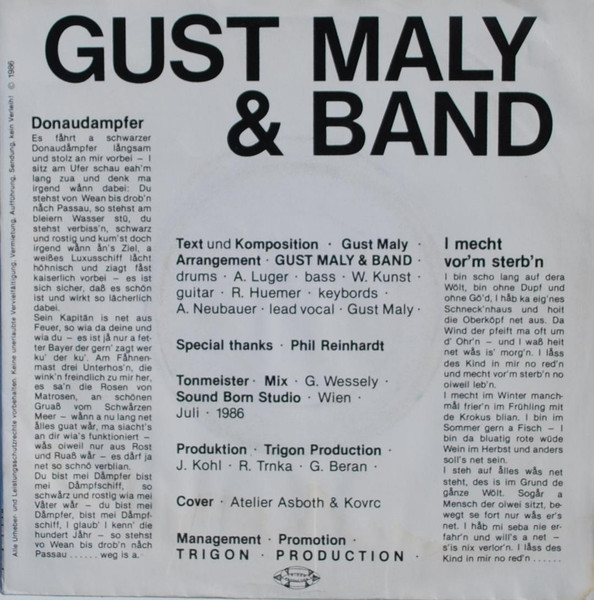 GUST MALY
& BAND
Alle Urheber- und Leistungsschutzrechte vorbehalten. Keine unerlaubte Vervielfältigung, Vermietung, Aufführung, Sendung, kein Verleih! © 1986
Donaudampfer
Es fåhrt a schwarzer
Donaudåmpfer långsam
und stolz an mir vorbei – I
sitz am Ufer schau eah'm
lang zua und denk ma
irgend wånn dabei: Du
stehst von Wean bis drob'n
nåch Passau, so stehst am
bleiern Wasser stü, du
stehst verbiss'n, schwarz
und rostig und kum'st doch
irgend wånn ån's Ziel, a
weißes Luxusschiff låcht
höhnisch und ziagt fåst
kaiserlich vorbei – es ist
sich sicher, daß es schön
ist und wirkt so lächerlich
dabei.
Sein Kapitän is net aus
Feuer, so wia da deine und
wia du – es ist jå nur a fet-
ter Bayer der gern' zagt wer
ku' der ku'. Am Fåhnen-
mast drei Unterhos'n, die
wink'n freindlich zu mir her,
es sa'n die Rosen von
Matrosen, an schönen
Gruaß vom Schwårzen
Meer – wånn a nu lang net
ålles guat wår, ma siacht's
an dir wia's funktioniert –
wås oiweil nur aus Rost
und Ruaß wår – es dårf ja
net so schnö verblian.
Du bist mei Dåmpfer bist
mei Dåmpfschiff, so
schwårz und rostig wia mei
Våter wår – du bist mei
Dåmpfer, bist mei Dåmpf-
schiff, I glaub' I kenn' die
hundert Jåhr – so stehst
vo Wean bis drob'n nåch
Passau ...... weg is a.
Text und Komposition · Gust Maly ·
Arrangement · GUST MALY & BAND ·
drums · A. Luger · bass · W. Kunst ·
guitar · R. Huemer · keybords ·
A. Neubauer · lead vocal · Gust Maly ·
Special thanks · Phil Reinhardt
Tonmeister · Mix · G. Wessely ·
Sound Born Studio · Wien ·
Juli · 1986
Produktion · Trigon Production ·
J. Kohl · R. Trnka · G. Beran ·
Cover · Atelier Asboth & Kovrc
Management · Promotion ·
TRIGON · PRODUCTION ·
I mecht
vor'm sterb'n
I bin scho lang auf dera
Wölt, bin ohne Dupf und
ohne Gö'd, I håb ka eig'nes
Schneck'nhaus und hoit
die Oberköpf net aus. Da
Wind der pfeift ma oft um
d' Ohr'n – und I waß heit
net wås is' morg'n. I låss
des Kind in mir no red'n
und mecht vor'm sterb'n no
oiweil leb'n.
I mecht im Winter manch-
mål frier'n im Frühling mit
de Krokus blian. I bin im
Sommer gern a Fisch – I
bin da bluatig rote wüde
Wein im Herbst und anders
soll's net sein.
I steh auf ålles wås net
steht, des is im Grund de
gånze Wölt. Sogår a
Mensch der oiwei sitzt, be-
wegt se fort nur wås er's
net. I håb mi seba nie er-
fahr'n und will's a net –
s'is nix verlor'n. I låss des
Kind in mir no red'n ......